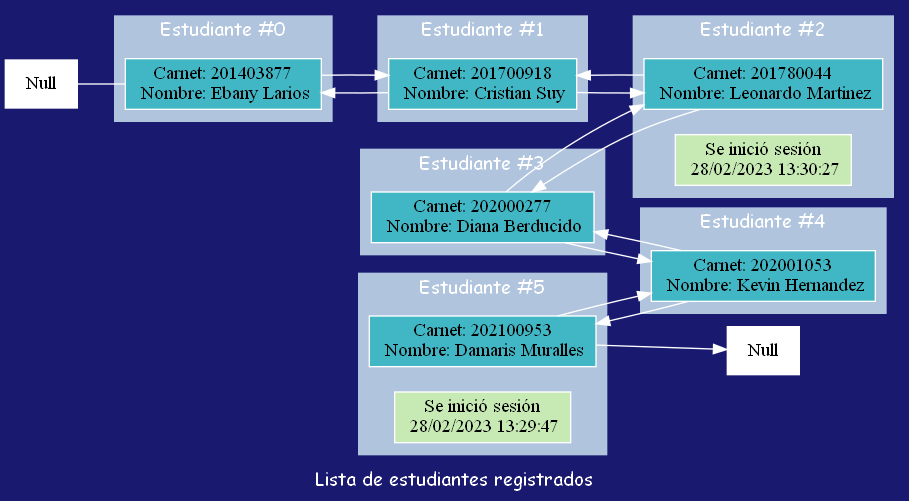 Null
Estudiante #0
Carnet: 201403877
Nombre: Ebany Larios
Estudiante #1
Carnet: 201700918
Nombre: Cristian Suy
Estudiante #2
Carnet: 201780044
Nombre: Leonardo Martinez
Se inició sesión
28/02/2023 13:30:27
Estudiante #3
Carnet: 202000277
Nombre: Diana Berducido
Estudiante #4
Carnet: 202001053
Nombre: Kevin Hernandez
Estudiante #5
Carnet: 202100953
Nombre: Damaris Muralles
Se inició sesión
28/02/2023 13:29:47
Null
Lista de estudiantes registrados